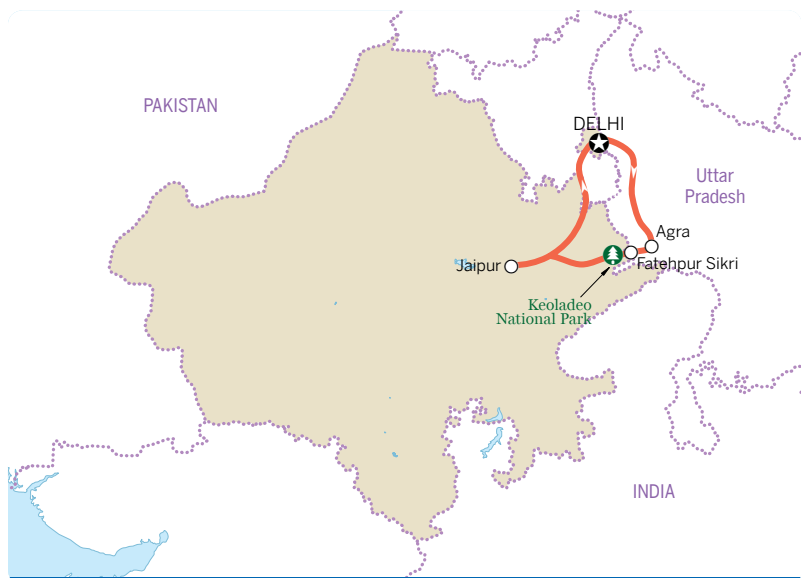 PAKISTAN
DELHI
Uttar
Pradesh
Agra
Fatehpur Sikri
Jaipur
Keoladeo
National Park
INDIA